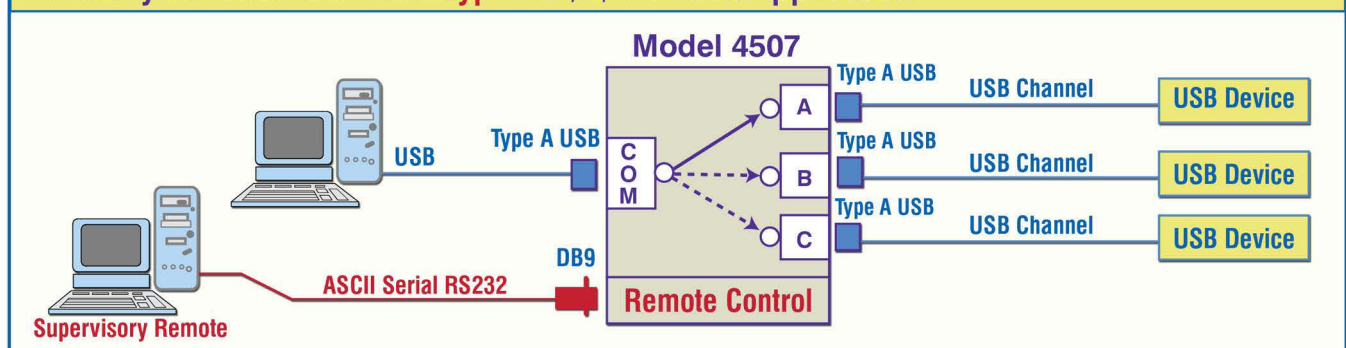 Model 4507
Type A USB
USB Channel
USB Device
A
Type A USB
USB
COM
Type A USB
USB Channel
USB Device
B
Type A USB
USB Channel
USB Device
C
DB9
ASCII Serial RS232
Remote Control
Supervisory Remote